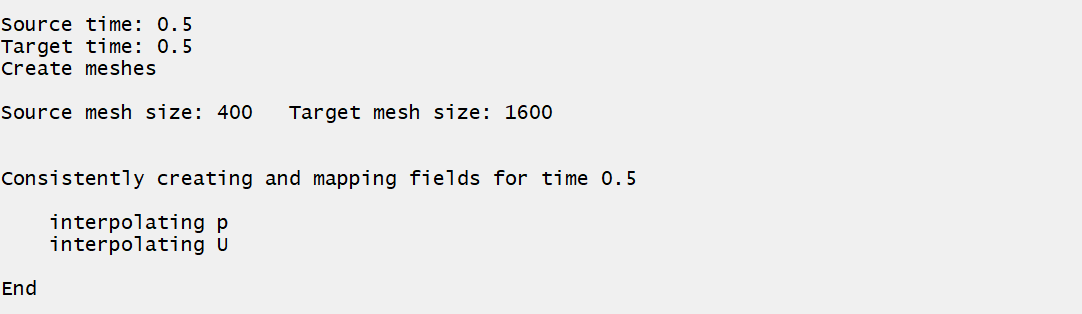 Source time: 0.5
Target time: 0.5
Create meshes
Source mesh size: 400   Target mesh size: 1600
Consistently creating and mapping fields for time 0.5
    interpolating p
    interpolating U
End